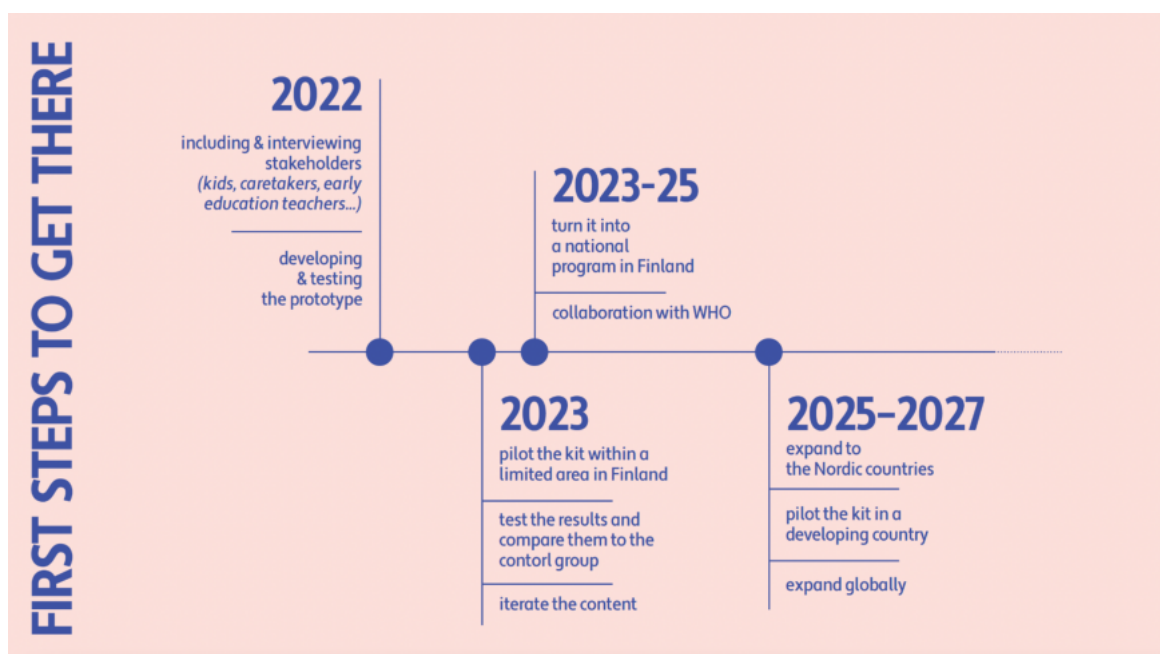 FIRST STEPS TO GET THERE
2022
including & interviewing
stakeholders
(kids, caretakers, early
education teachers...)
developing
& testing
the prototype
2023
pilot the kit within a
limited area in Finland
test the results and
compare them to the
contorl group
iterate the content
2023-25
turn it into
a national
program in Finland
collaboration with WHO
2025–2027
expand to
the Nordic countries
pilot the kit in a
developing country
expand globally